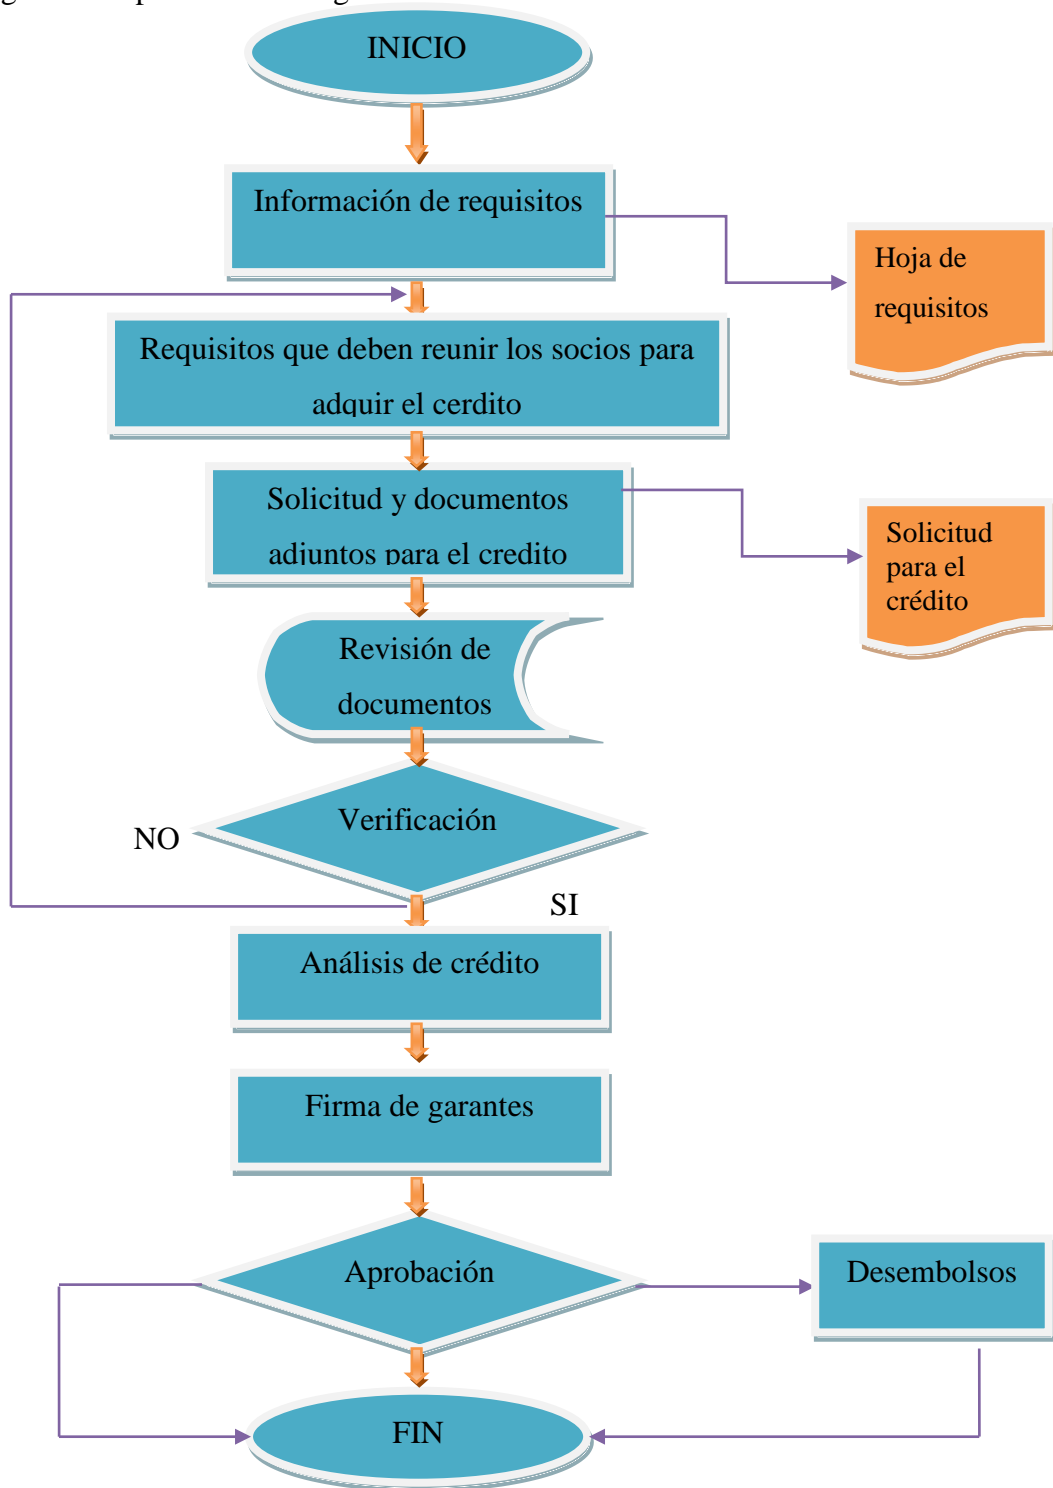 INICIO
Información de requisitos
Hoja de
requisitos
Requisitos que deben reunir los socios para
adquir el cerdito
Solicitud y documentos
adjuntos para el credito
Solicitud
para el
crédito
Revisión de
documentos
Verificación
NO
SI
Análisis de crédito
Firma de garantes
Aprobación
Desembolsos
FIN